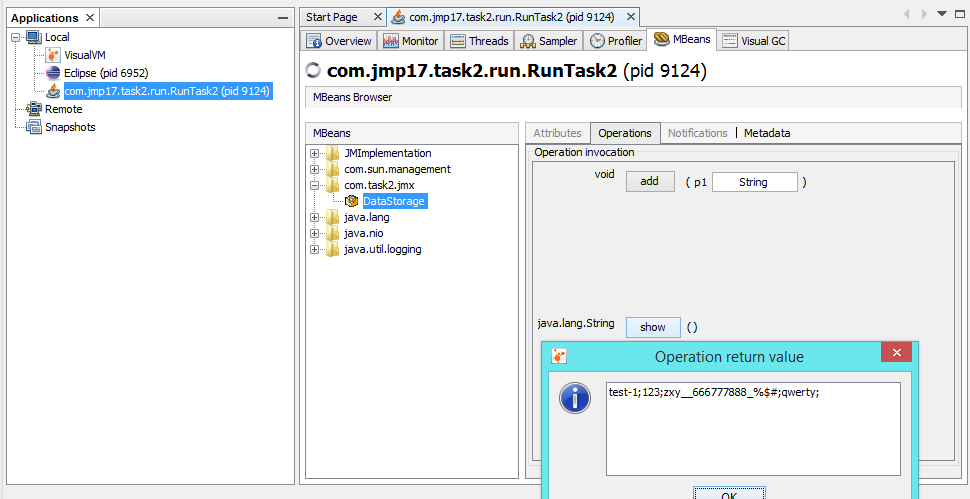 Applications
Local
VisualVM
Eclipse (pid 6952)
com.jmp17.task2.run.RunTask2 (pid 9124)
Remote
Snapshots
Start Page
com.jmp17.task2.run.RunTask2 (pid 9124)
Overview
Monitor
Threads
Sampler
Profiler
MBeans
Visual GC
com.jmp17.task2.run.RunTask2 (pid 9124)
MBeans Browser
MBeans
JMImplementation
com.sun.management
com.task2.jmx
DataStorage
java.lang
java.nio
java.util.logging
Attributes
Operations
Notifications
Metadata
Operation invocation
void add ( p1 String )
java.lang.String show ()
Operation return value
test-1;123;zxy__666777888_%$#;qwerty;
OK